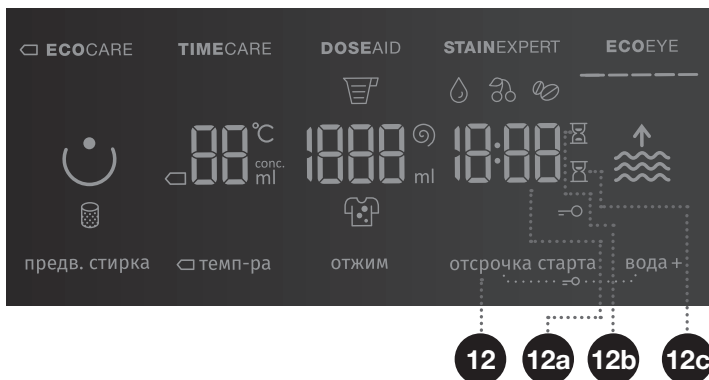 ECOCARE TIMECARE DOSEAID STAINEXPERT ECOEYE
88 °C 1888 18:88
conc.
ml ml
предв. стирка темп-ра отжим отсрочка старта вода +
12 12a 12b 12c